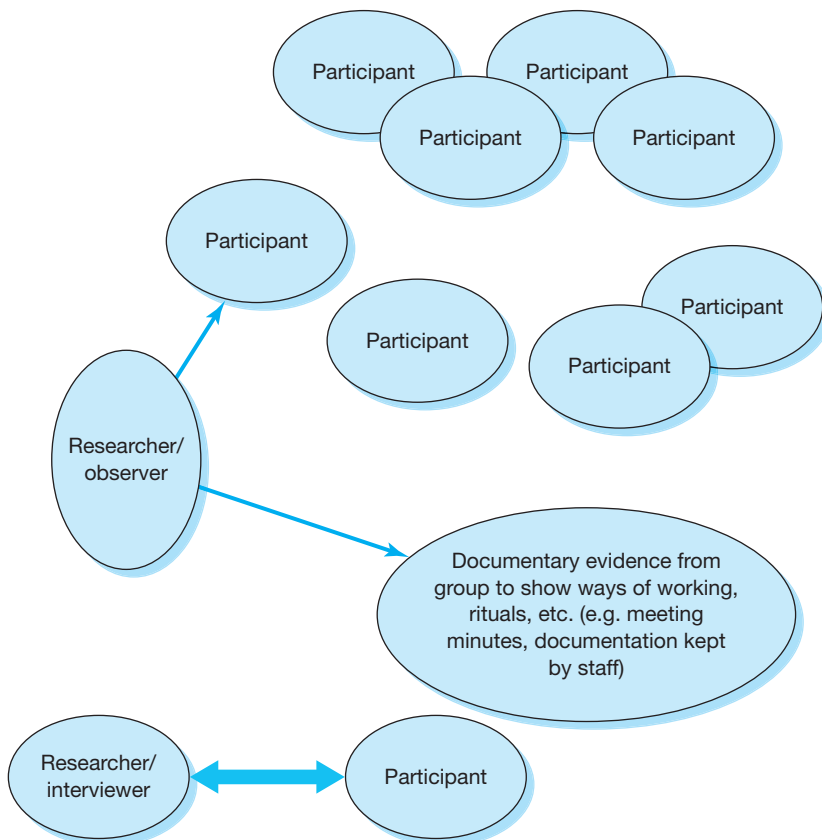 Participant
Participant
Participant
Participant
Participant
Participant
Participant
Participant
Researcher/
observer
Documentary evidence from
group to show ways of working,
rituals, etc. (e.g. meeting
minutes, documentation kept
by staff)
Researcher/
interviewer
Participant